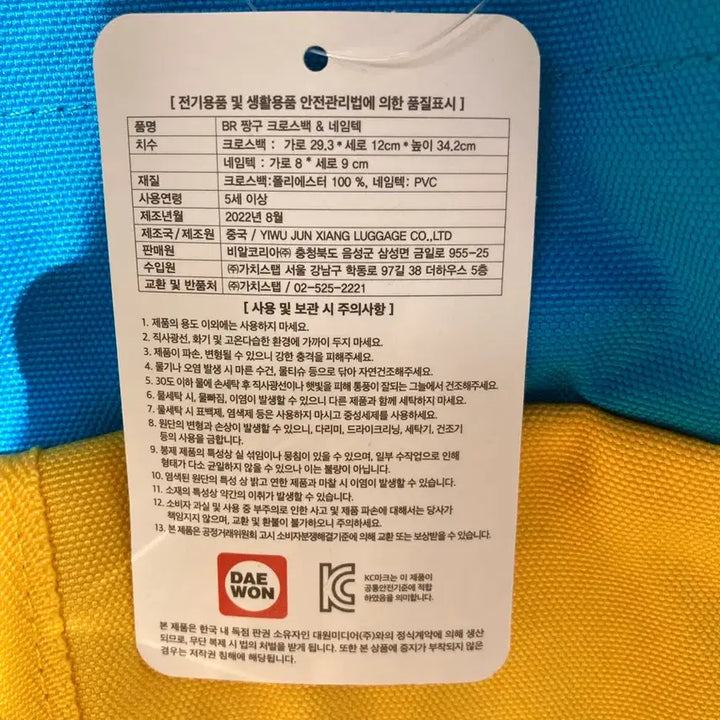 [ 전기용품 및 생활용품 안전관리법에 의한 품질표시 ]
품명 BR 짱구 크로스백 & 네임텍
치수 크로스백 : 가로 29.3 * 세로 12cm * 높이 34.2cm
네임텍 : 가로 8 * 세로 9 cm
재질 크로스백:폴리에스터 100 %, 네임텍: PVC
사용연령 5세 이상
제조년월 2022년 8월
제조국/제조원 중국 / YIWU JUN XIANG LUGGAGE CO.,LTD
판매원 비알코리아㈜ 충청북도 음성군 삼성면 금일로 955-25
수입원 ㈜가치스탭 서울 강남구 학동로 97길 38 더하우스 5층
교환 및 반품처 ㈜가치스탭 / 02-525-2221
[ 사용 및 보관 시 주의사항 ]
1. 제품의 용도 이외에는 사용하지 마세요.
2. 직사광선, 화기 및 고온다습한 환경에 가까이 두지 마세요.
3. 제품이 파손, 변형될 수 있으니 강한 충격을 피해주세요.
4. 물기나 오염 발생 시 마른 수건, 물티슈 등으로 닦아 자연건조해주세요.
5. 30도 이하 물에 손세탁 후 직사광선이나 햇빛을 피해 통풍이 잘되는 그늘에서 건조해주세요.
6. 물세탁 시, 물빠짐, 이염이 발생할 수 있으니 다른 제품과 함께 세탁하지 마세요.
7. 물세탁 시 표백제, 염색제 등은 사용하지 마시고 중성세제를 사용하세요.
8. 원단의 변형과 손상이 발생할 수 있으니, 다리미, 드라이크리닝, 세탁기, 건조기
등의 사용을 금합니다.
9. 봉제 제품의 특성상 실 섞임이나 뭉침이 있을 수 있으며, 일부 수작업으로 인해
형태가 다소 균일하지 않을 수 있으나 이는 불량이 아닙니다.
10. 염색된 원단의 특성 상 밝고 연한 제품과 마찰 시 이염이 발생할 수 있습니다.
11. 소재의 특성상 약간의 이취가 발생할 수 있습니다.
12. 소비자 과실 및 사용 중 부주의로 인한 사고 및 제품 파손에 대해서는 당사가
책임지지 않으며, 교환 및 환불이 불가하오니 주의하세요.
13. 본 제품은 공정거래위원회 고시 소비자분쟁해결기준에 의해 교환 또는 보상받을 수 있습니다.
DAE
WON
KC마크는 이 제품이
공통안전기준에 적합
하였음을 의미합니다.
본 제품은 한국 내 독점 판권 소유자인 대원미디어(주)와의 정식계약에 의해 생산
되므로, 무단 복제 시 법의 처벌을 받게 됩니다. 또한 본 상품에 증지가 부착되지 않은
경우는 저작권 침해에 해당됩니다.